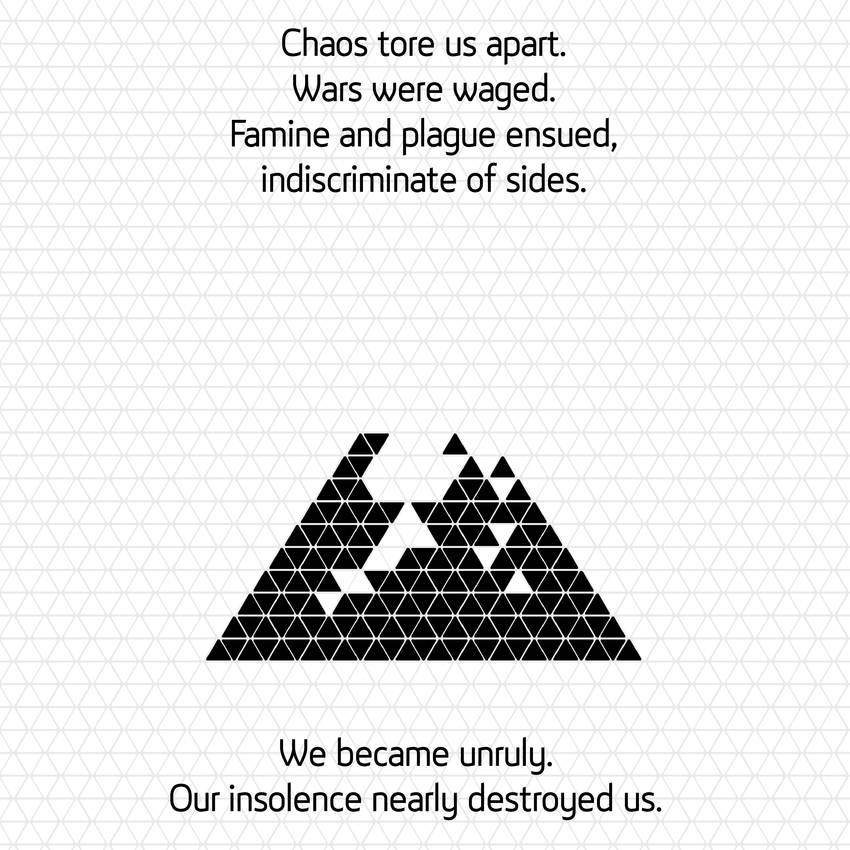 Chaos tore us apart.
Wars were waged.
Famine and plague ensued,
indiscriminate of sides.
We became unruly.
Our insolence nearly destroyed us.